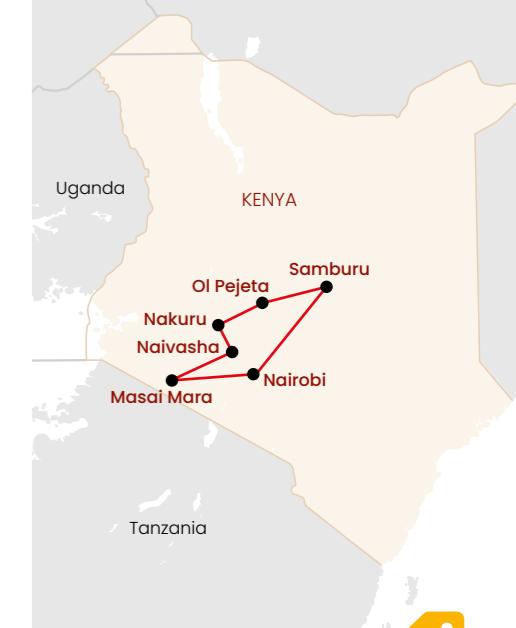 Uganda
KENYA
Samburu
Ol Pejeta
Nakuru
Naivasha
Nairobi
Masai Mara
Tanzania